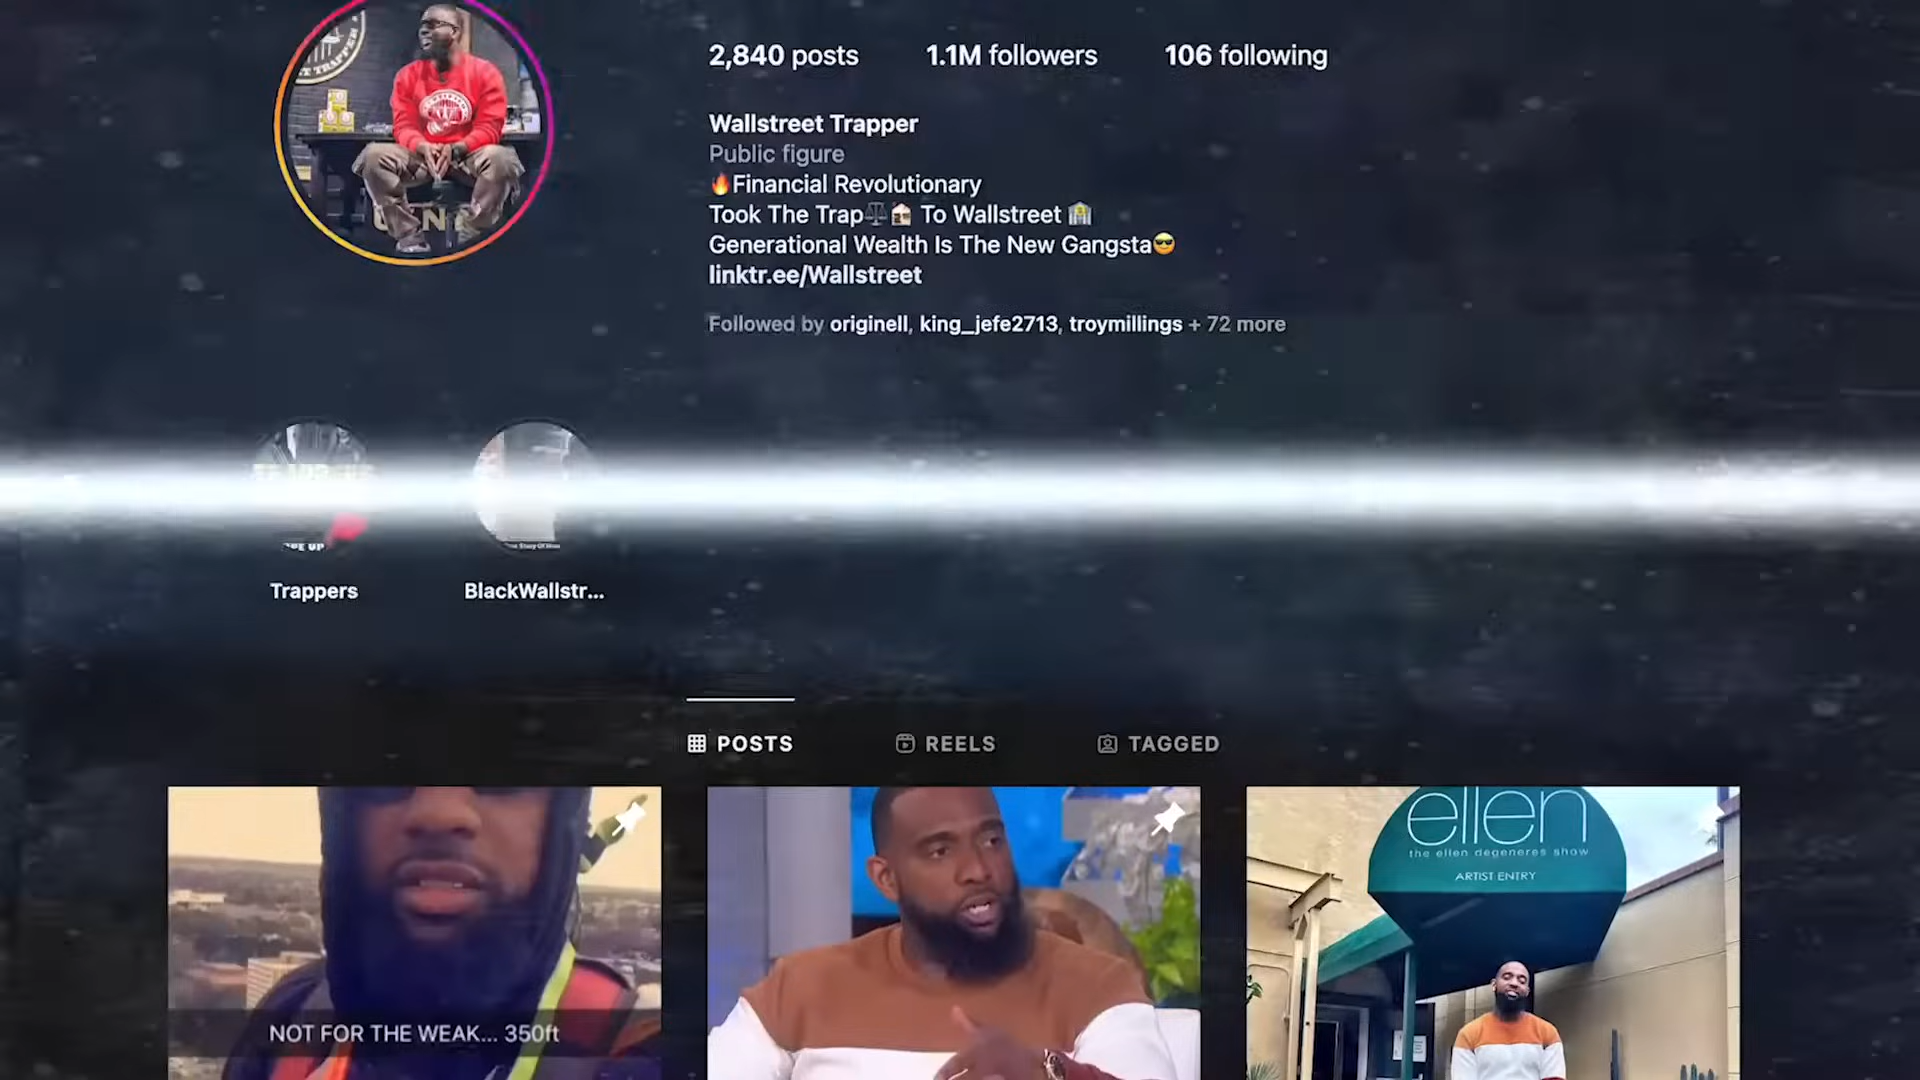 2,840 posts 1.1M followers 106 following
Wallstreet Trapper
Public figure
🔥Financial Revolutionary
Took The Trap⚖️🏚️ To Wallstreet 🏦
Generational Wealth Is The New Gangsta😎
linktr.ee/Wallstreet
Followed by originell, king_jefe2713, troymillings + 72 more
Trappers BlackWallstr...
POSTS REELS TAGGED
ellen
the ellen degeneres show
ARTIST ENTRY
NOT FOR THE WEAK... 350ft